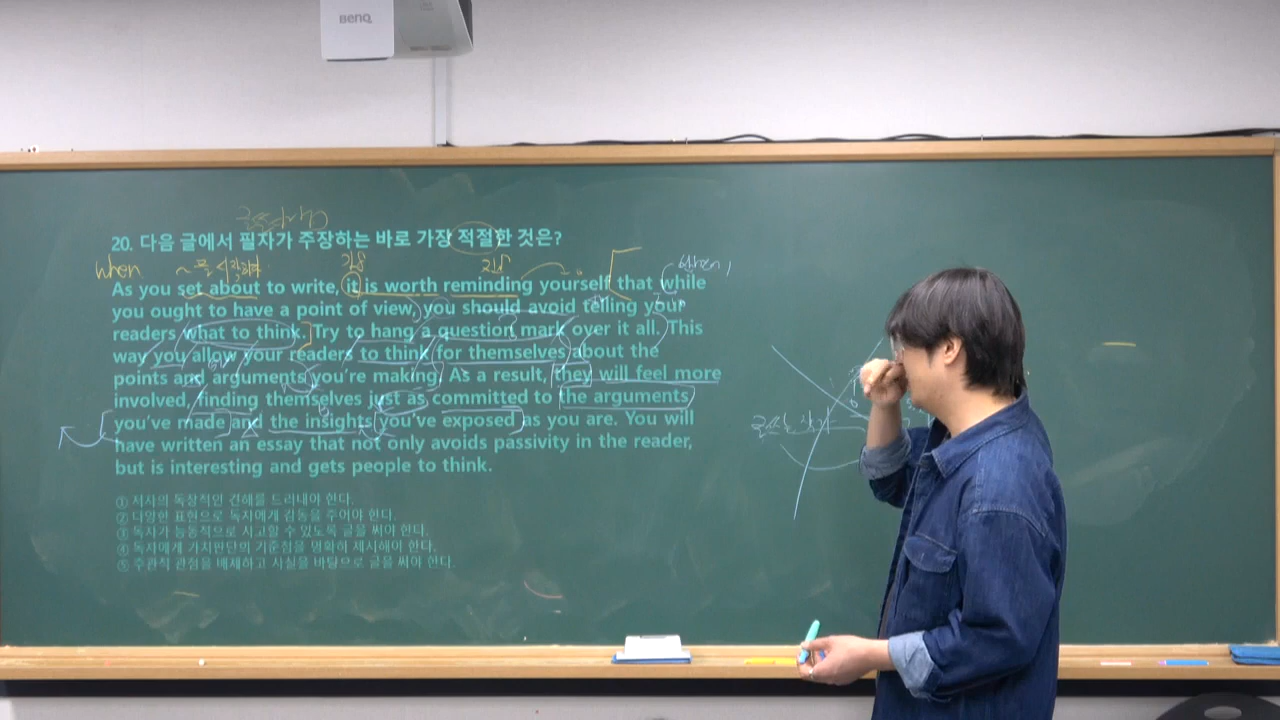 BenQ
20. 다음 글에서 필자가 주장하는 바로 가장 적절한 것은?
when
As you set about to write, it is worth reminding yourself that while
you ought to have a point of view, you should avoid telling your
readers what to think. Try to hang a question mark over it all. This
way you allow your readers to think for themselves about the
points and arguments you're making. As a result, they will feel more
involved, finding themselves just as committed to the arguments
you've made and the insights you've exposed as you are. You will
have written an essay that not only avoids passivity in the reader,
but is interesting and gets people to think.
① 저자의 독창적인 견해를 드러내야 한다.
② 다양한 표현으로 독자에게 감동을 주어야 한다.
③ 독자가 능동적으로 사고할 수 있도록 글을 써야 한다.
④ 독자에게 가치판단의 기준점을 명확히 제시해야 한다.
⑤ 주관적 관점을 배제하고 사실을 바탕으로 글을 써야 한다.